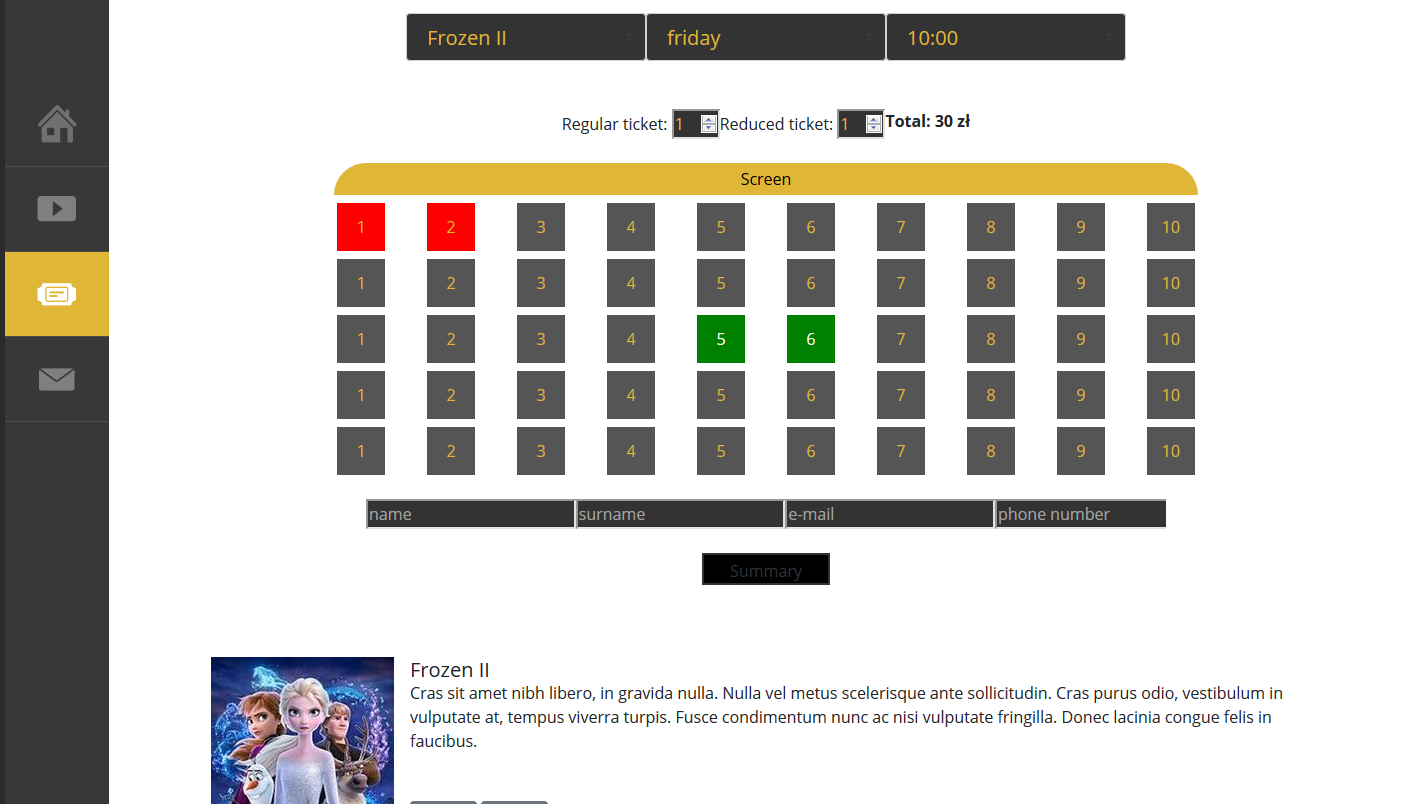 Frozen II friday 10:00
Regular ticket: 1 Reduced ticket: 1 Total: 30 zł
Screen
1 2 3 4 5 6 7 8 9 10
1 2 3 4 5 6 7 8 9 10
1 2 3 4 5 6 7 8 9 10
1 2 3 4 5 6 7 8 9 10
1 2 3 4 5 6 7 8 9 10
name surname e-mail phone number
Summary
Frozen II
Cras sit amet nibh libero, in gravida nulla. Nulla vel metus scelerisque ante sollicitudin. Cras purus odio, vestibulum in
vulputate at, tempus viverra turpis. Fusce condimentum nunc ac nisi vulputate fringilla. Donec lacinia congue felis in
faucibus.